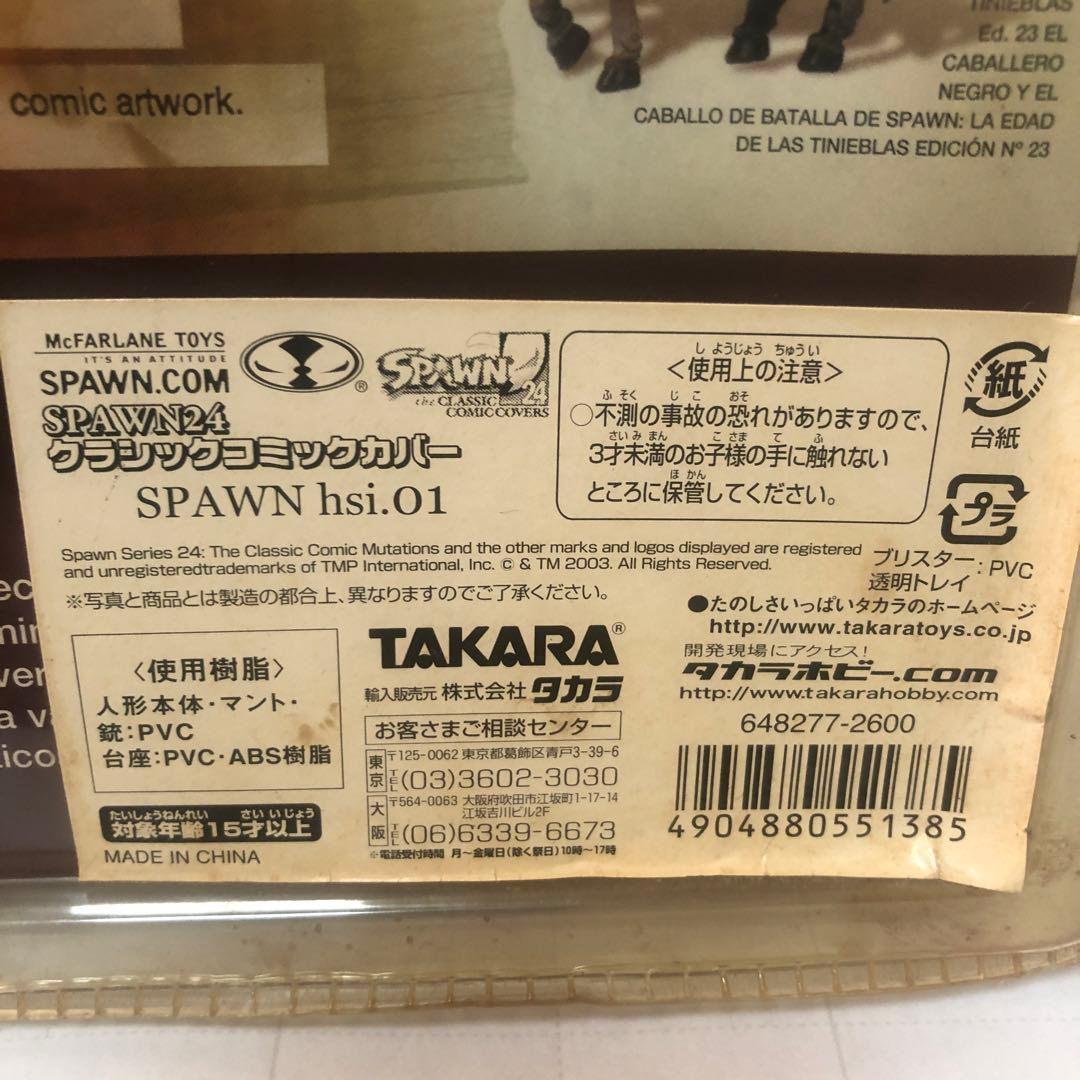 TINIEBLAS
Ed. 23 EL
CABALLERO
NEGRO Y EL
CABALLO DE BATALLA DE SPAWN: LA EDAD
DE LAS TINIEBLAS EDICIÓN Nº 23
comic artwork.
McFARLANE TOYS
IT'S AN ATTITUDE
SPAWN.COM
®
SPAWN 24
the CLASSIC
COMIC COVERS
SPAWN24
クラシックコミックカバー
SPAWN hsi.01
しようじょう ちゅうい
<使用上の注意>
ふそく じこ おそ
○不測の事故の恐れがありますので、
さいみまん こさま て ふ
3才未満のお子様の手に触れない
ほかん
ところに保管してください。
紙
台紙
プラ
ブリスター
透明トレイ:PVC
Spawn Series 24: The Classic Comic Mutations and the other marks and logos displayed are registered
and unregisteredtrademarks of TMP International, Inc. © & TM 2003. All Rights Reserved.
※写真と商品とは製造の都合上、異なりますのでご了承ください。
●たのしさいっぱいタカラのホームページ
http://www.takaratoys.co.jp
開発現場にアクセス!
タカラホビー.com
http://www.takarahobby.com
648277-2600
4904880551385
〈使用樹脂〉
人形本体・マント・
銃:PVC
台座:PVC・ABS樹脂
たいしょうねんれい さいいじょう
対象年齢15才以上
MADE IN CHINA
TAKARA®
輸入販売元 株式会社タカラ
お客さまご相談センター
東京 〒125-0062 東京都葛飾区青戸3-39-6
TEL(03)3602-3030
大阪 〒564-0063 大阪府吹田市江坂町1-17-14
江坂吉川ビル2F
TEL(06)6339-6673
※電話受付時間 月〜金曜日(除く祭日)10時〜17時